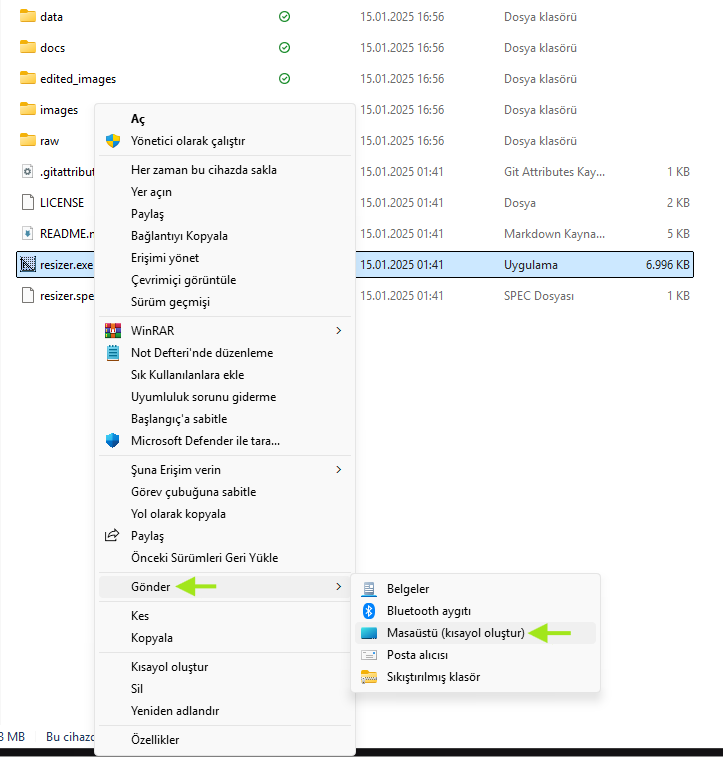 data 15.01.2025 16:56 Dosya klasörü
docs 15.01.2025 16:56 Dosya klasörü
edited_images 15.01.2025 16:56 Dosya klasörü
images 15.01.2025 16:56 Dosya klasörü
raw 15.01.2025 16:56 Dosya klasörü
.gitattribut 15.01.2025 01:41 Git Attributes Kay... 1 KB
LICENSE 15.01.2025 01:41 Dosya 2 KB
README.m 15.01.2025 01:41 Markdown Kayna... 5 KB
resizer.exe 15.01.2025 01:41 Uygulama 6.996 KB
resizer.spe 15.01.2025 01:41 SPEC Dosyası 1 KB
Aç
Yönetici olarak çalıştır
Her zaman bu cihazda sakla
Yer açın
Paylaş
Bağlantıyı Kopyala
Erişimi yönet
Çevrimiçi görüntüle
Sürüm geçmişi
WinRAR
Not Defteri'nde düzenleme
Sık Kullanılanlara ekle
Uyumluluk sorunu giderme
Başlangıç'a sabitle
Microsoft Defender ile tara...
Şuna Erişim verin
Görev çubuğuna sabitle
Yol olarak kopyala
Paylaş
Önceki Sürümleri Geri Yükle
Gönder
Kes
Kopyala
Kısayol oluştur
Sil
Yeniden adlandır
Özellikler
Belgeler
Bluetooth aygıtı
Masaüstü (kısayol oluştur)
Posta alıcısı
Sıkıştırılmış klasör
MB Bu cihazd